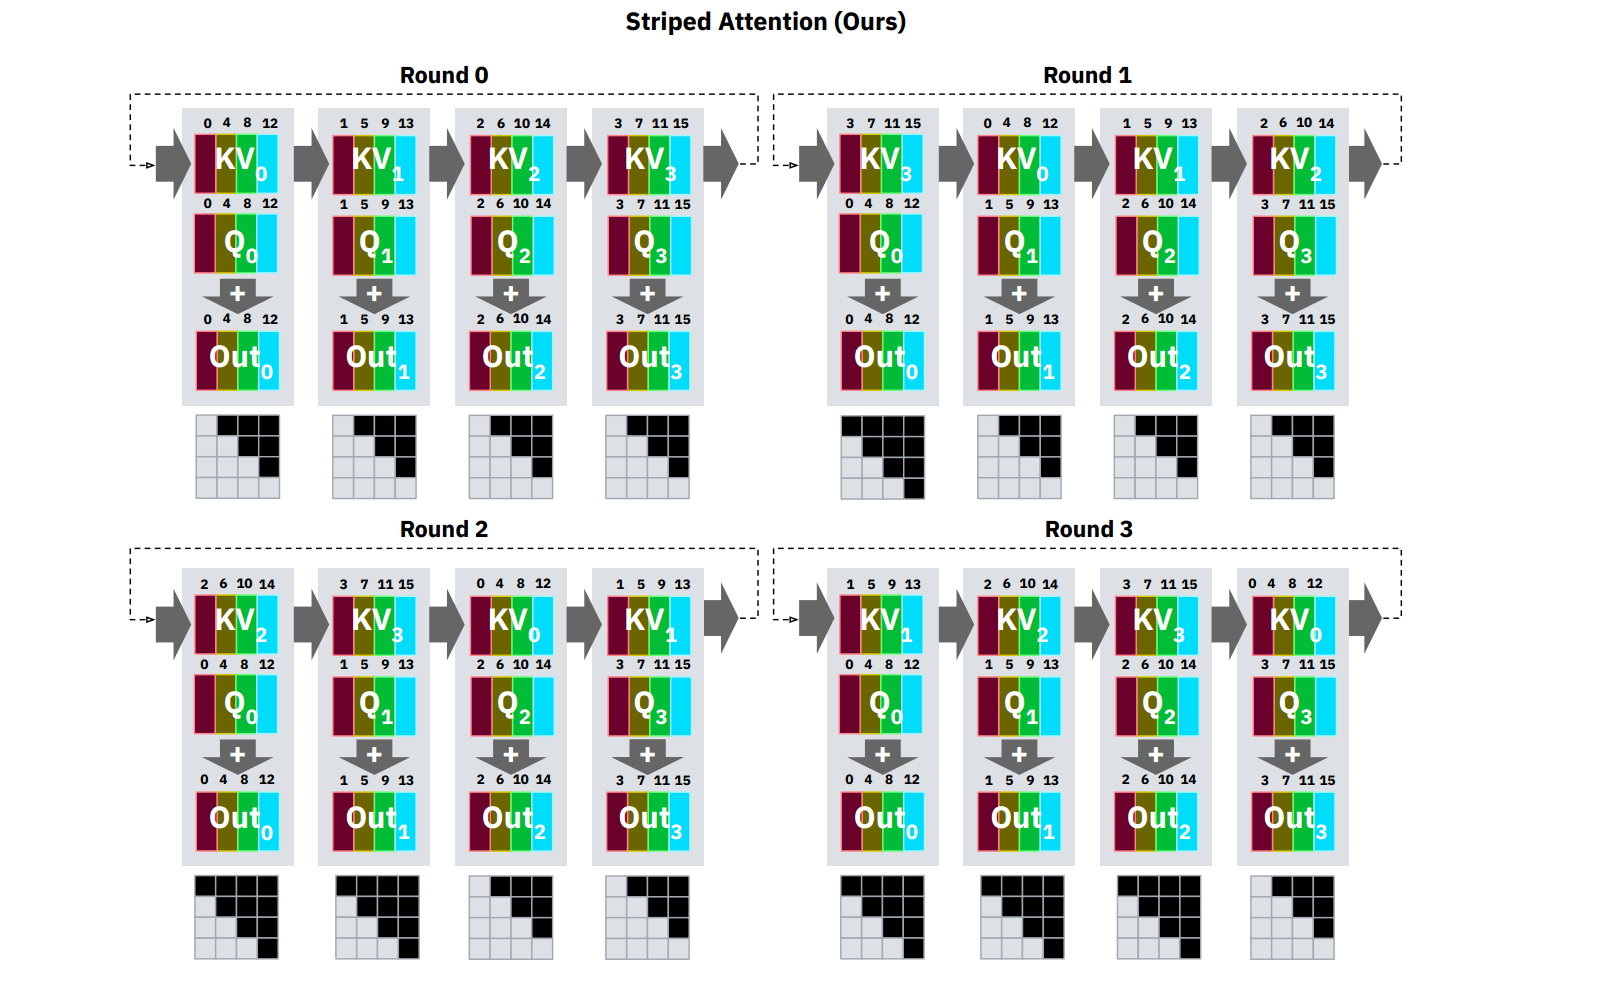 Striped Attention (Ours)
Round 0 Round 1
0 4 8 12 1 5 9 13 2 6 10 14 3 7 11 15 3 7 11 15 0 4 8 12 1 5 9 13 2 6 10 14
KV0 KV1 KV2 KV3 KV3 KV0 KV1 KV2
0 4 8 12 1 5 9 13 2 6 10 14 3 7 11 15 0 4 8 12 1 5 9 13 2 6 10 14 3 7 11 15
Q0 Q1 Q2 Q3 Q0 Q1 Q2 Q3
+ + + + + + + +
0 4 8 12 1 5 9 13 2 6 10 14 3 7 11 15 0 4 8 12 1 5 9 13 2 6 10 14 3 7 11 15
Out0 Out1 Out2 Out3 Out0 Out1 Out2 Out3
Round 2 Round 3
2 6 10 14 3 7 11 15 0 4 8 12 1 5 9 13 1 5 9 13 2 6 10 14 3 7 11 15 0 4 8 12
KV2 KV3 KV0 KV1 KV1 KV2 KV3 KV0
0 4 8 12 1 5 9 13 2 6 10 14 3 7 11 15 0 4 8 12 1 5 9 13 2 6 10 14 3 7 11 15
Q0 Q1 Q2 Q3 Q0 Q1 Q2 Q3
+ + + + + + + +
0 4 8 12 1 5 9 13 2 6 10 14 3 7 11 15 0 4 8 12 1 5 9 13 2 6 10 14 3 7 11 15
Out0 Out1 Out2 Out3 Out0 Out1 Out2 Out3